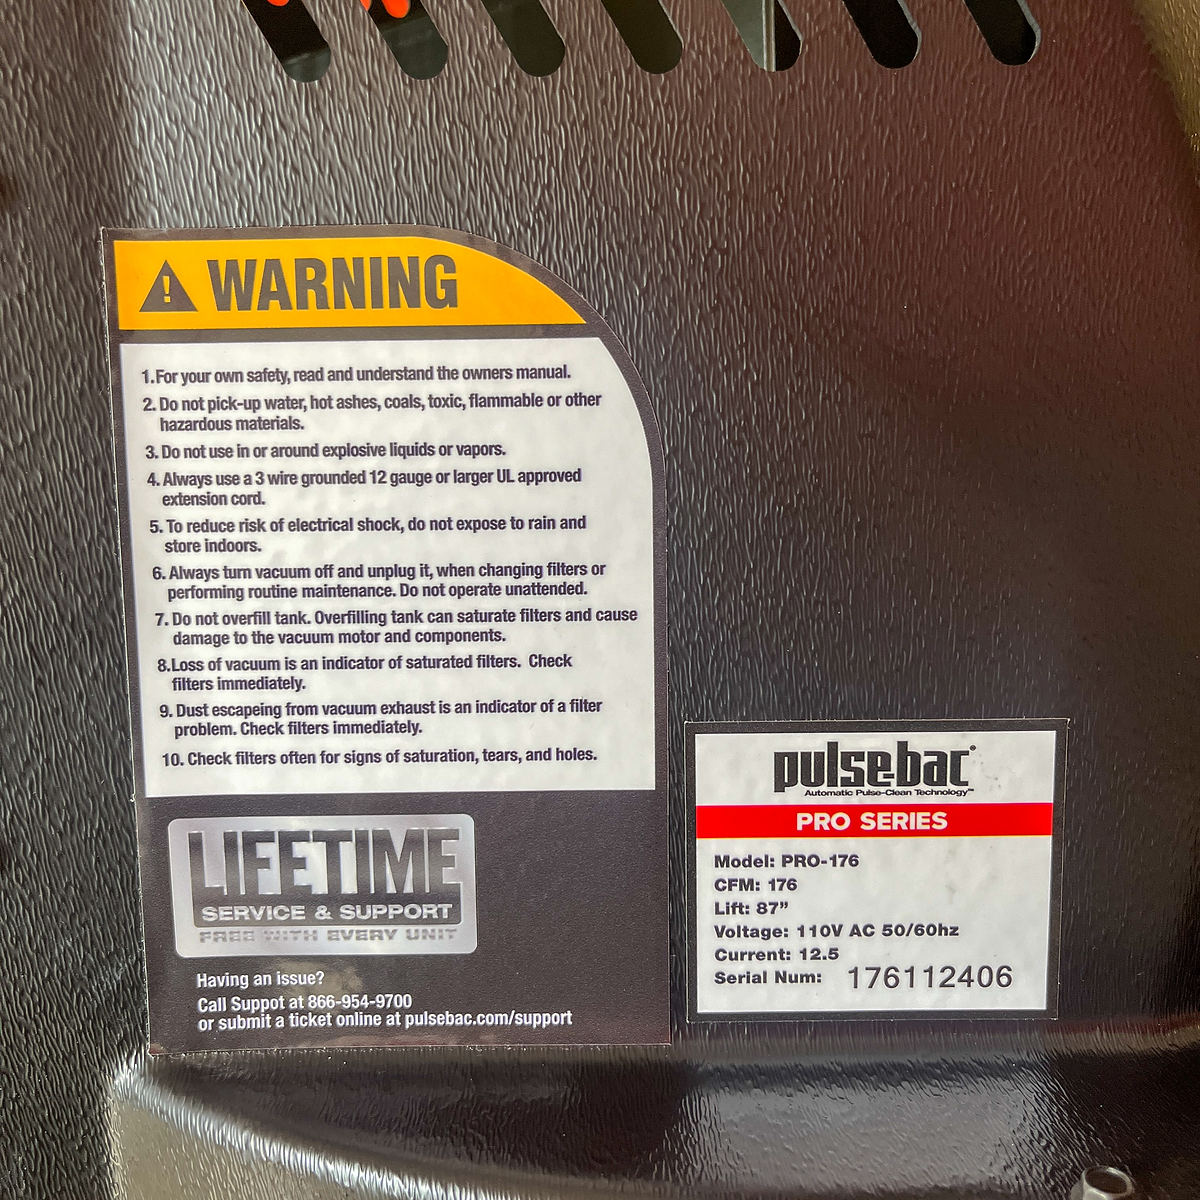 WARNING
1.For your own safety, read and understand the owners manual.
2. Do not pick-up water, hot ashes, coals, toxic, flammable or other
hazardous materials.
3. Do not use in or around explosive liquids or vapors.
4. Always use a 3 wire grounded 12 gauge or larger UL approved
extension cord.
5. To reduce risk of electrical shock, do not expose to rain and
store indoors.
6. Always turn vacuum off and unplug it, when changing filters or
performing routine maintenance. Do not operate unattended.
7. Do not overfill tank. Overfilling tank can saturate filters and cause
damage to the vacuum motor and components.
8.Loss of vacuum is an indicator of saturated filters. Check
filters immediately.
9. Dust escapeing from vacuum exhaust is an indicator of a filter
problem. Check filters immediately.
10. Check filters often for signs of saturation, tears, and holes.
LIFETIME
SERVICE & SUPPORT
FREE WITH EVERY UNIT
Having an issue?
Call Suppot at 866-954-9700
or submit a ticket online at pulsebac.com/support
pulse-bac®
Automatic Pulse-Clean Technology™
PRO SERIES
Model: PRO-176
CFM: 176
Lift: 87”
Voltage: 110V AC 50/60hz
Current: 12.5
Serial Num: 176112406